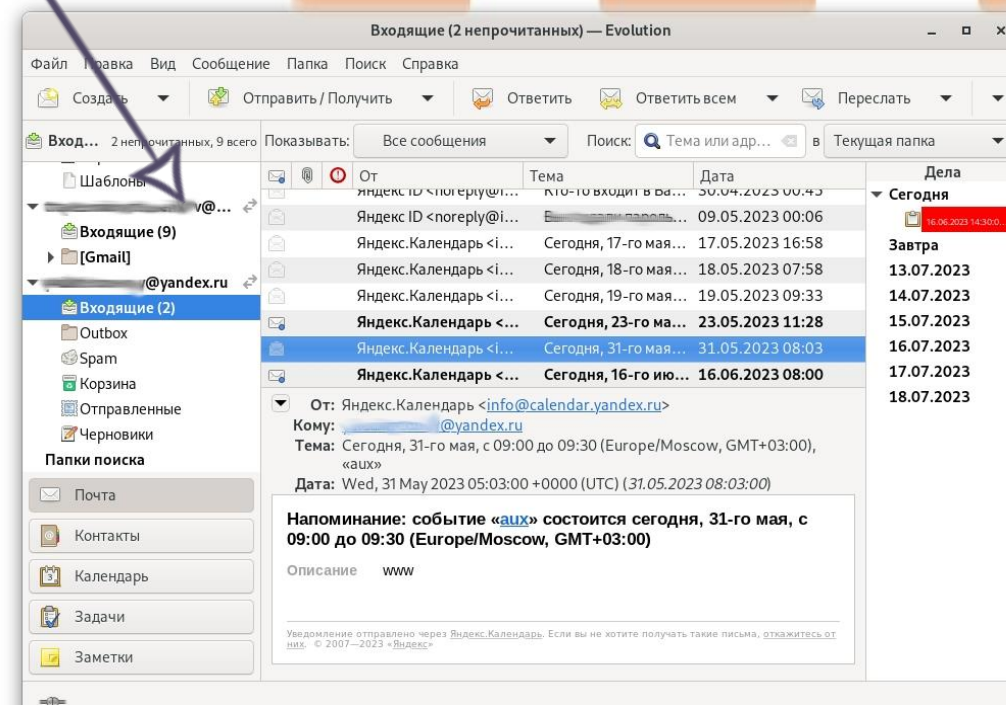 Входящие (2 непрочитанных) — Evolution
Файл Правка Вид Сообщение Папка Поиск Справка
Создать Отправить / Получить Ответить Ответить всем Переслать
Вход... 2 непрочитанных, 9 всего Показывать: Все сообщения Поиск: Тема или адр... в Текущая папка
Шаблоны
v@...
Входящие (9)
[Gmail]
@yandex.ru
Входящие (2)
Outbox
Spam
Корзина
Отправленные
Черновики
Папки поиска
Почта
Контакты
Календарь
Задачи
Заметки
От Тема Дата
Яндекс ID <noreply@i... Кто-то входит в Ва... 30.04.2023 00:45
Яндекс ID <noreply@i... 09.05.2023 00:06
Яндекс.Календарь <i... Сегодня, 17-го мая... 17.05.2023 16:58
Яндекс.Календарь <i... Сегодня, 18-го мая... 18.05.2023 07:58
Яндекс.Календарь <i... Сегодня, 19-го мая... 19.05.2023 09:33
Яндекс.Календарь <... Сегодня, 23-го ма... 23.05.2023 11:28
Яндекс.Календарь <i... Сегодня, 31-го мая... 31.05.2023 08:03
Яндекс.Календарь <... Сегодня, 16-го ию... 16.06.2023 08:00
От: Яндекс.Календарь <info@calendar.yandex.ru>
Кому: @yandex.ru
Тема: Сегодня, 31-го мая, с 09:00 до 09:30 (Europe/Moscow, GMT+03:00),
«aux»
Дата: Wed, 31 May 2023 05:03:00 +0000 (UTC) (31.05.2023 08:03:00)
Напоминание: событие «aux» состоится сегодня, 31-го мая, с
09:00 до 09:30 (Europe/Moscow, GMT+03:00)
Описание www
Уведомление отправлено через Яндекс.Календарь. Если вы не хотите получать такие письма, откажитесь от
них. © 2007—2023 «Яндекс»
Дела
Сегодня
16.06.2023 14:30:0...
Завтра
13.07.2023
14.07.2023
15.07.2023
16.07.2023
17.07.2023
18.07.2023